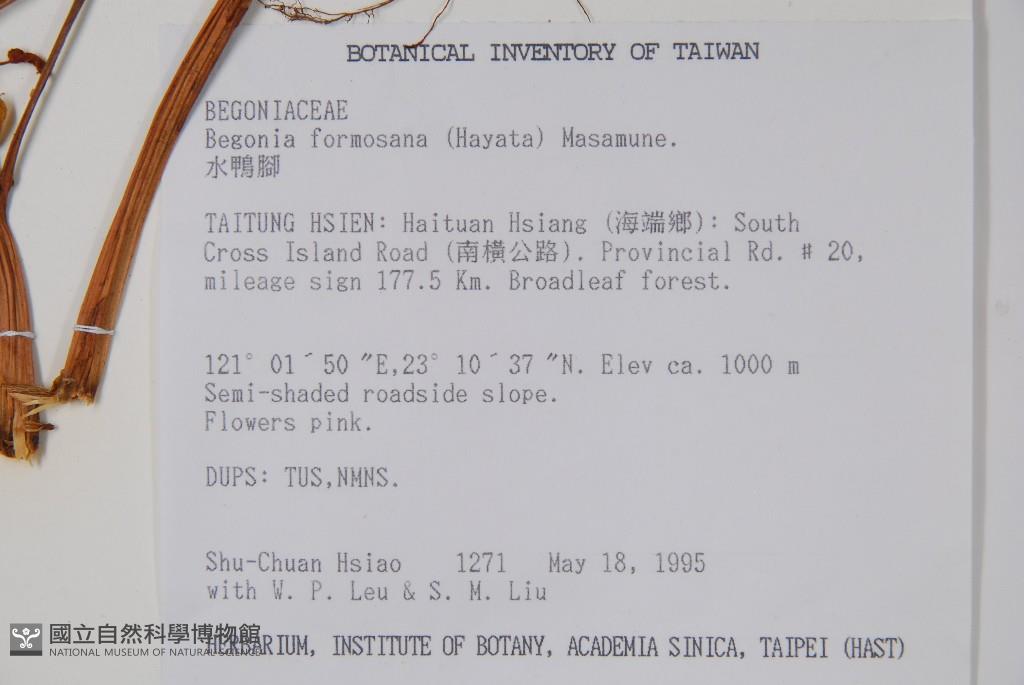 BOTANICAL INVENTORY OF TAIWAN
BEGONIACEAE
Begonia formosana (Hayata) Masamune.
水鴨腳
TAITUNG HSIEN: Haituan Hsiang (海端鄉): South
Cross Island Road (南橫公路). Provincial Rd. # 20,
mileage sign 177.5 Km. Broadleaf forest.
121° 01´50 ″E,23° 10´37 ″N. Elev ca. 1000 m
Semi-shaded roadside slope.
Flowers pink.
DUPS: TUS,NMNS.
Shu-Chuan Hsiao 1271 May 18, 1995
with W. P. Leu & S. M. Liu
HERBARIUM, INSTITUTE OF BOTANY, ACADEMIA SINICA, TAIPEI (HAST)
國立自然科學博物館
NATIONAL MUSEUM OF NATURAL SCIENCE